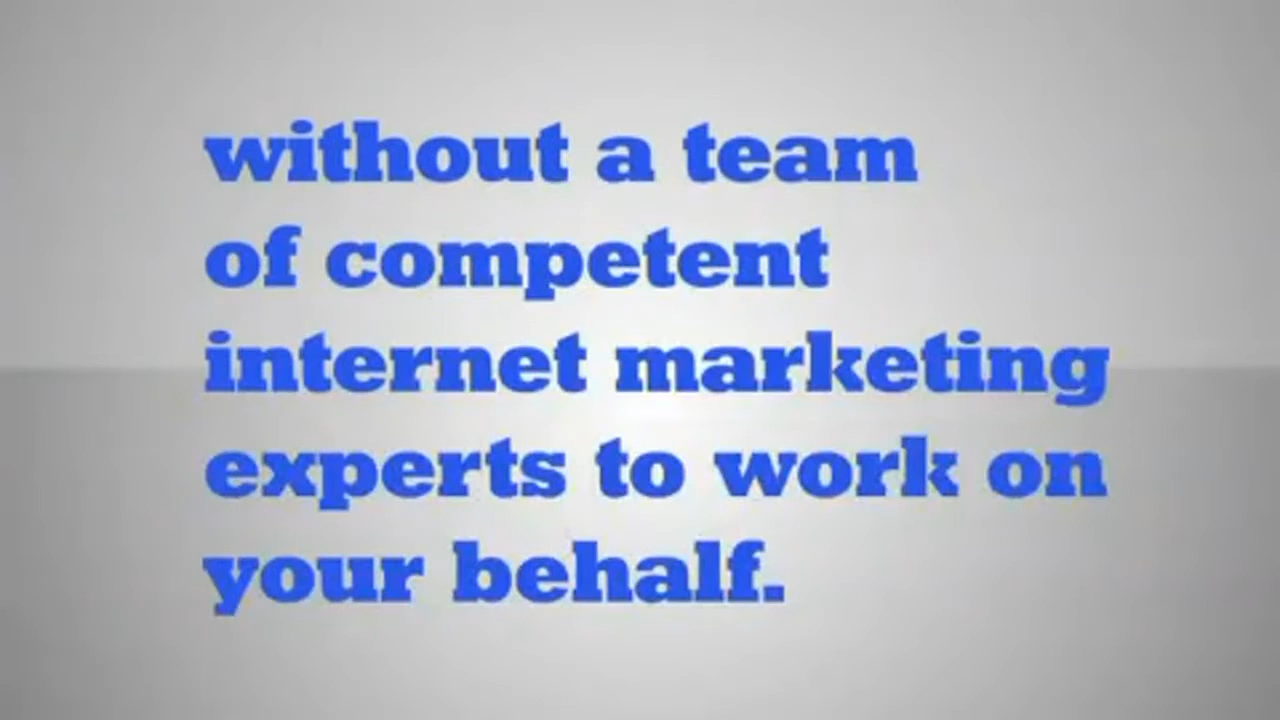 without a team
of competent
internet marketing
experts to work on
your behalf.